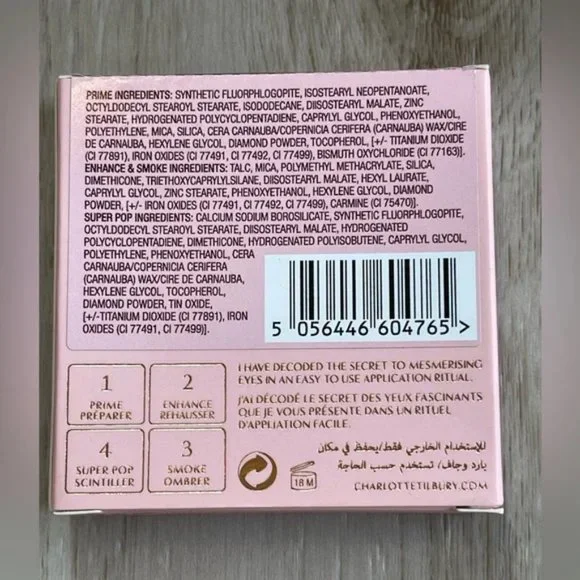 PRIME INGREDIENTS: SYNTHETIC FLUORPHLOGOPITE, ISOSTEARYL NEOPENTANOATE,
OCTYLDODECYL STEAROYL STEARATE, ISODODECANE, DIISOSTEARYL MALATE, ZINC
STEARATE, HYDROGENATED POLYCYCLOPENTADIENE, CAPRYLYL GLYCOL, PHENOXYETHANOL,
POLYETHYLENE, MICA, SILICA, CERA CARNAUBA/COPERNICIA CERIFERA (CARNAUBA) WAX/CIRE
DE CARNAUBA, HEXYLENE GLYCOL, DIAMOND POWDER, TOCOPHEROL, [+/- TITANIUM DIOXIDE
(CI 77891), IRON OXIDES (CI 77491, CI 77492, CI 77499), BISMUTH OXYCHLORIDE (CI 77163)].
ENHANCE & SMOKE INGREDIENTS: TALC, MICA, POLYMETHYL METHACRYLATE, SILICA,
DIMETHICONE, TRIETHOXYCAPRYLYLSILANE, DIISOSTEARYL MALATE, HEXYL LAURATE,
CAPRYLYL GLYCOL, ZINC STEARATE, PHENOXYETHANOL, HEXYLENE GLYCOL, DIAMOND
POWDER, [+/- IRON OXIDES (CI 77491, CI 77492, CI 77499), CARMINE (CI 75470)].
SUPER POP INGREDIENTS: CALCIUM SODIUM BOROSILICATE, SYNTHETIC FLUORPHLOGOPITE,
OCTYLDODECYL STEAROYL STEARATE, DIISOSTEARYL MALATE, HYDROGENATED
POLYCYCLOPENTADIENE, DIMETHICONE, HYDROGENATED POLYISOBUTENE, CAPRYLYL GLYCOL,
POLYETHYLENE, PHENOXYETHANOL, CERA
CARNAUBA/COPERNICIA CERIFERA
(CARNAUBA) WAX/CIRE DE CARNAUBA,
HEXYLENE GLYCOL, TOCOPHEROL,
DIAMOND POWDER, TIN OXIDE,
[+/-TITANIUM DIOXIDE (CI 77891), IRON
OXIDES (CI 77491, CI 77499)].
5 056446 604765 >
1
PRIME
PRÉPARER
2
ENHANCE
REHAUSSER
4
SUPER POP
SCINTILLER
3
SMOKE
OMBRER
I HAVE DECODED THE SECRET TO MESMERISING
EYES IN AN EASY TO USE APPLICATION RITUAL.
J'AI DÉCODÉ LE SECRET DES YEUX FASCINANTS
QUE JE VOUS PRÉSENTE DANS UN RITUEL
D'APPLICATION FACILE.
للاستخدام الخارجي فقط/يحفظ في مكان
بارد وجاف/ تستخدم حسب الحاجة
18 M
CHARLOTTETILBURY.COM